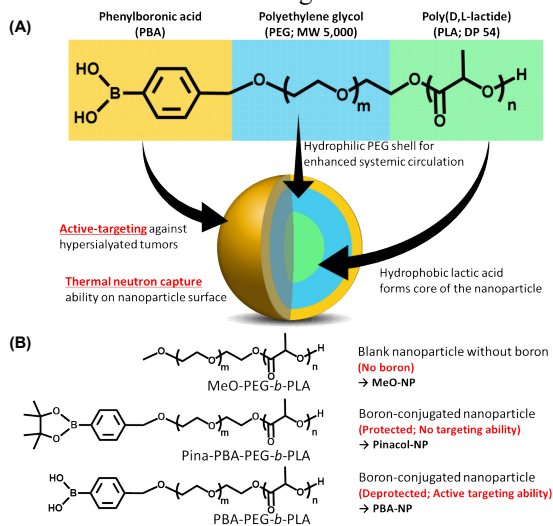 (A)
Phenylboronic acid
(PBA)
Polyethylene glycol
(PEG; MW 5,000)
Poly(D,L-lactide)
(PLA; DP 54)
HO
HO
B
O
O
m
O
O
O
O
H
n
Hydrophilic PEG shell for
enhanced systemic circulation
Active-targeting against
hypersialyated tumors
Thermal neutron capture
ability on nanoparticle surface
Hydrophobic lactic acid
forms core of the nanoparticle
(B)
O
O
m
O
O
O
O
H
n
MeO-PEG-b-PLA
Blank nanoparticle without boron
(No boron)
→ MeO-NP
O
O
B
O
O
m
O
O
O
O
H
n
Pina-PBA-PEG-b-PLA
Boron-conjugated nanoparticle
(Protected; No targeting ability)
→ Pinacol-NP
HO
HO
B
O
O
m
O
O
O
O
H
n
PBA-PEG-b-PLA
Boron-conjugated nanoparticle
(Deprotected; Active targeting ability)
→ PBA-NP